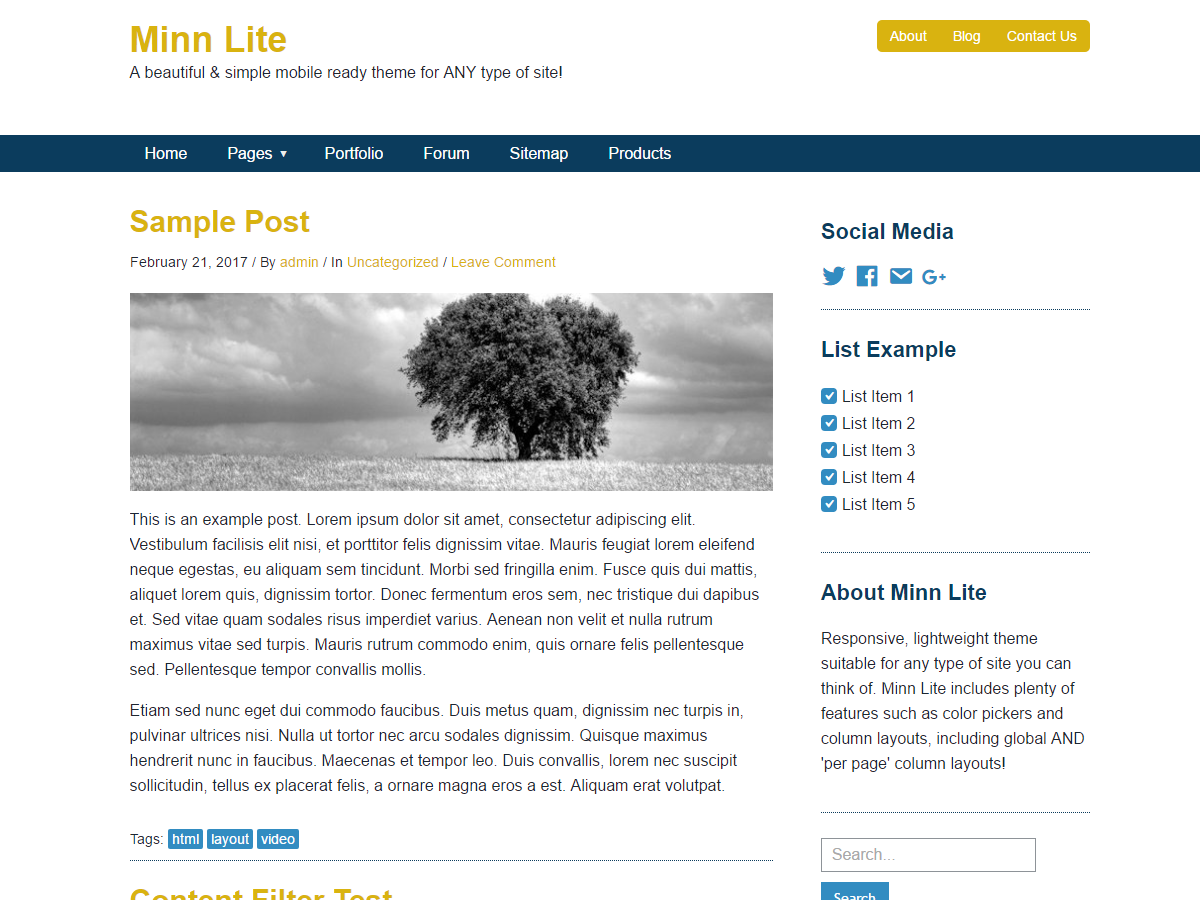 Minn Lite
A beautiful & simple mobile ready theme for ANY type of site!
About Blog Contact Us
Home Pages ▾ Portfolio Forum Sitemap Products
Sample Post
February 21, 2017 / By admin / In Uncategorized / Leave Comment
This is an example post. Lorem ipsum dolor sit amet, consectetur adipiscing elit.
Vestibulum facilisis elit nisi, et porttitor felis dignissim vitae. Mauris feugiat lorem eleifend
neque egestas, eu aliquam sem tincidunt. Morbi sed fringilla enim. Fusce quis dui mattis,
aliquet lorem quis, dignissim tortor. Donec fermentum eros sem, nec tristique dui dapibus
et. Sed vitae quam sodales risus imperdiet varius. Aenean non velit et nulla rutrum
maximus vitae sed turpis. Mauris rutrum commodo enim, quis ornare felis pellentesque
sed. Pellentesque tempor convallis mollis.
Etiam sed nunc eget dui commodo faucibus. Duis metus quam, dignissim nec turpis in,
pulvinar ultrices nisi. Nulla ut tortor nec arcu sodales dignissim. Quisque maximus
hendrerit nunc in faucibus. Maecenas et tempor leo. Duis convallis, lorem nec suscipit
sollicitudin, tellus ex placerat felis, a ornare magna eros a est. Aliquam erat volutpat.
Tags: html layout video
Content Filter Test
Social Media
G+
List Example
List Item 1
List Item 2
List Item 3
List Item 4
List Item 5
About Minn Lite
Responsive, lightweight theme
suitable for any type of site you can
think of. Minn Lite includes plenty of
features such as color pickers and
column layouts, including global AND
'per page' column layouts!
Search...
Search